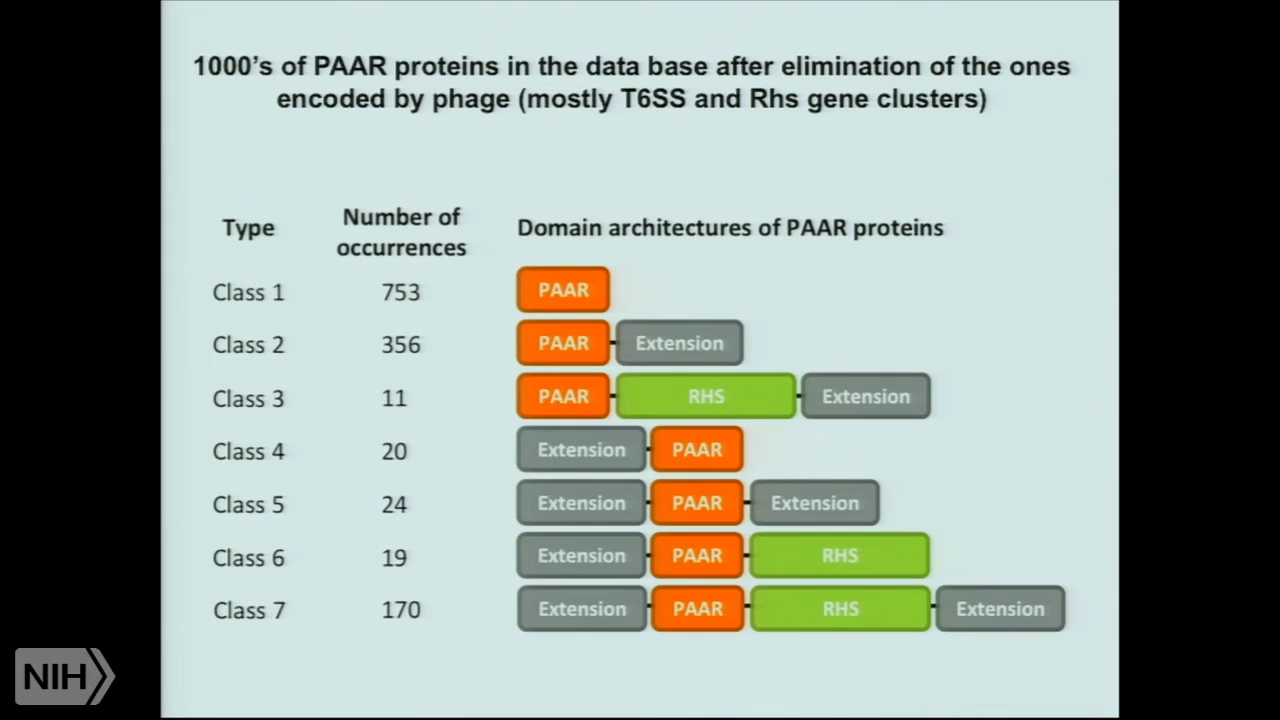 1000's of PAAR proteins in the data base after elimination of the ones
encoded by phage (mostly T6SS and Rhs gene clusters)
Type
Number of
occurrences
Domain architectures of PAAR proteins
Class 1 753 PAAR
Class 2 356 PAAR Extension
Class 3 11 PAAR RHS Extension
Class 4 20 Extension PAAR
Class 5 24 Extension PAAR Extension
Class 6 19 Extension PAAR RHS
Class 7 170 Extension PAAR RHS Extension
NIH